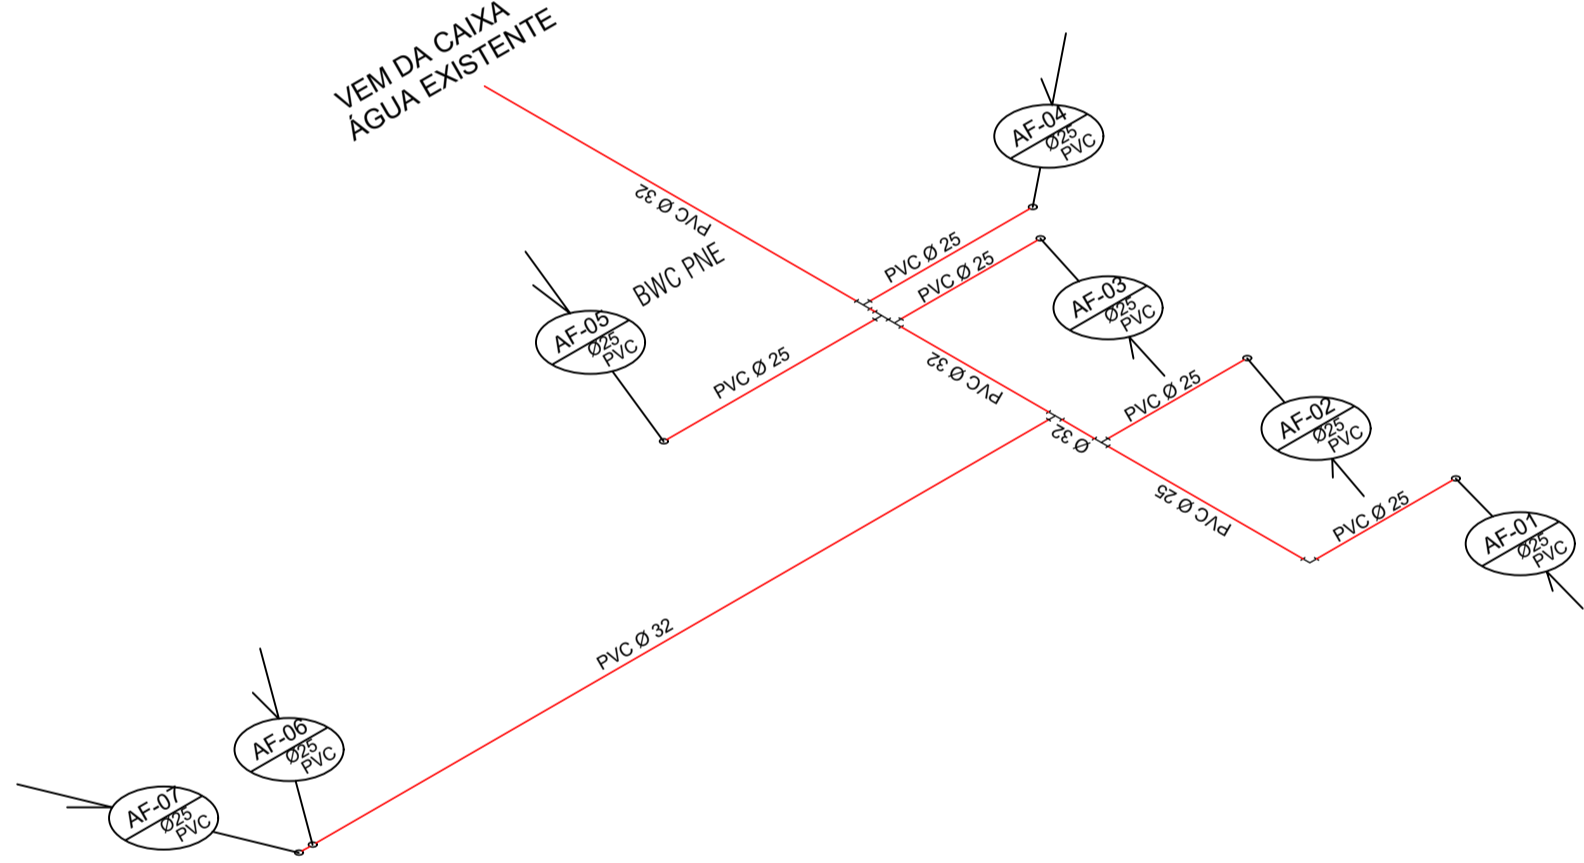 VEM DA CAIXA
ÁGUA EXISTENTE
PVC Ø 32
BWC PNE
AF-04
Ø25
PVC
PVC Ø 25
PVC Ø 25
AF-03
Ø25
PVC
AF-05
Ø25
PVC
PVC Ø 25
PVC Ø 32
PVC Ø 25
AF-02
Ø25
PVC
Ø 32
PVC Ø 25
PVC Ø 25
AF-01
Ø25
PVC
PVC Ø 32
AF-06
Ø25
PVC
AF-07
Ø25
PVC